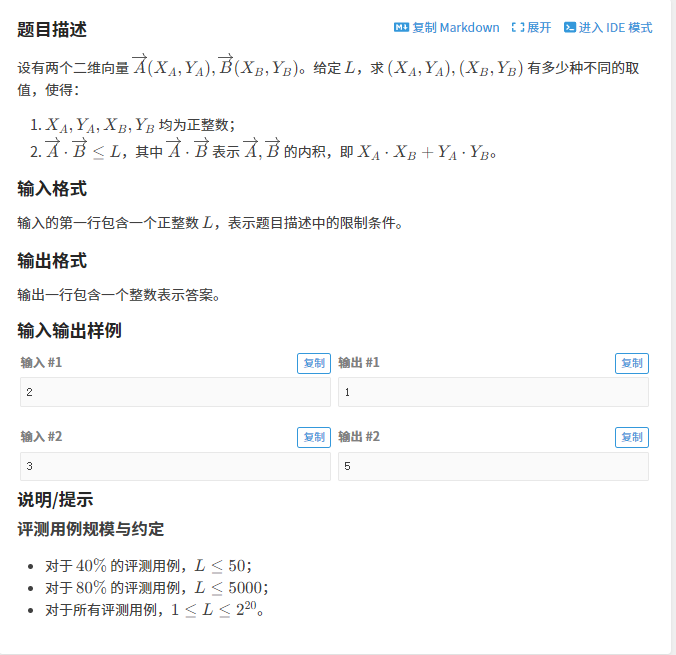 题目描述 复制 Markdown 展开 进入 IDE 模式
设有两个二维向量 $\overrightarrow{A}(X_A, Y_A), \overrightarrow{B}(X_B, Y_B)$。给定 $L$，求 $(X_A, Y_A), (X_B, Y_B)$ 有多少种不同的取
值，使得：
1. $X_A, Y_A, X_B, Y_B$ 均为正整数；
2. $\overrightarrow{A} \cdot \overrightarrow{B} \leq L$，其中 $\overrightarrow{A} \cdot \overrightarrow{B}$ 表示 $\overrightarrow{A}, \overrightarrow{B}$ 的内积，即 $X_A \cdot X_B + Y_A \cdot Y_B$。
输入格式
输入的第一行包含一个正整数 $L$，表示题目描述中的限制条件。
输出格式
输出一行包含一个整数表示答案。
输入输出样例
输入 #1 复制 输出 #1 复制
2 1
输入 #2 复制 输出 #2 复制
3 5
说明/提示
评测用例规模与约定
• 对于 $40\%$ 的评测用例，$L \leq 50$；
• 对于 $80\%$ 的评测用例，$L \leq 5000$；
• 对于所有评测用例，$1 \leq L \leq 2^{20}$。